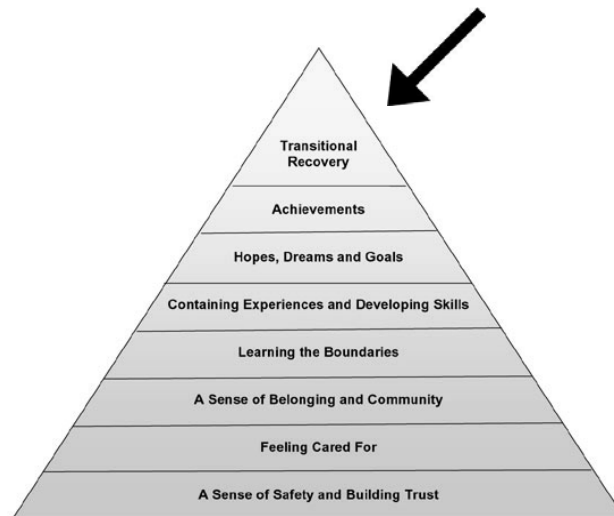 Transitional
Recovery
Achievements
Hopes, Dreams and Goals
Containing Experiences and Developing Skills
Learning the Boundaries
A Sense of Belonging and Community
Feeling Cared For
A Sense of Safety and Building Trust